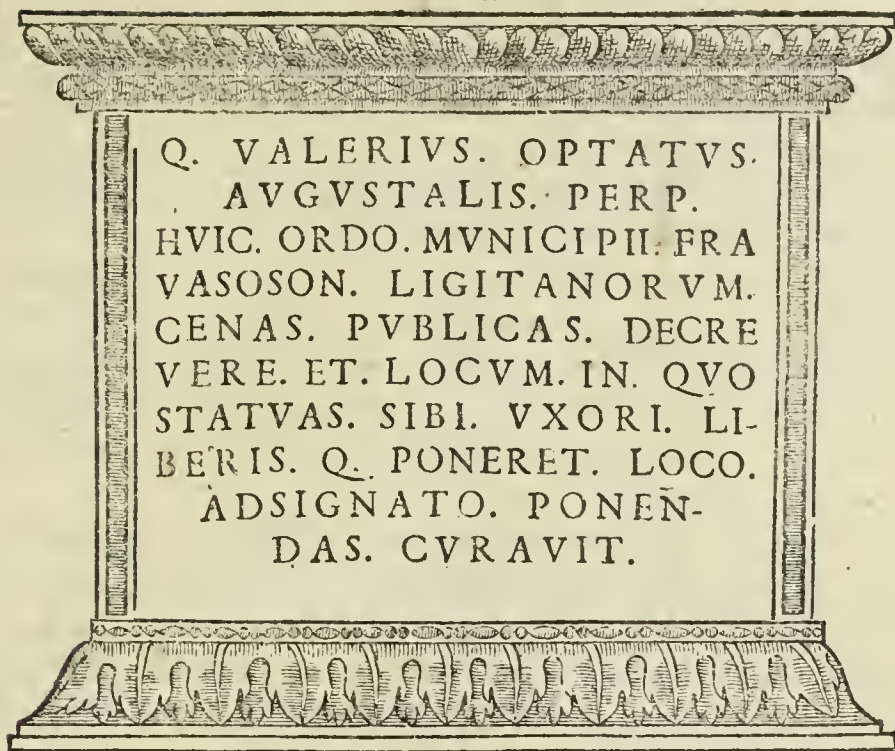 Q. VALERIVS. OPTATVS.
AVGVSTALIS. PERP.
HVIC. ORDO. MVNICIPII. FRA
VASOSON. LIGITANORVM.
CENAS. PVBLICAS. DECRE
VERE. ET. LOCVM. IN. QVO
STATVAS. SIBI. VXORI. LI-
BERIS. Q. PONERET. LOCO.
ADSIGNATO. PONEN-
DAS. CVRAVIT.